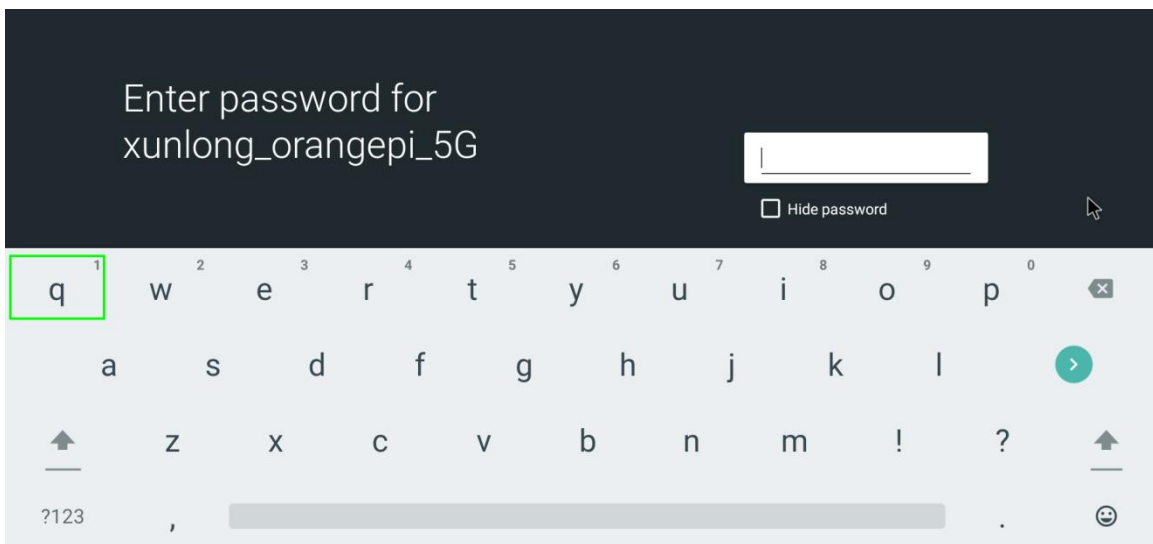 Enter password for
xunlong_orangepi_5G
Hide password
q 1 w 2 e 3 r 4 t 5 y 6 u 7 i 8 o 9 p 0
a s d f g h j k l
z x c v b n m ! ?
?123 , .